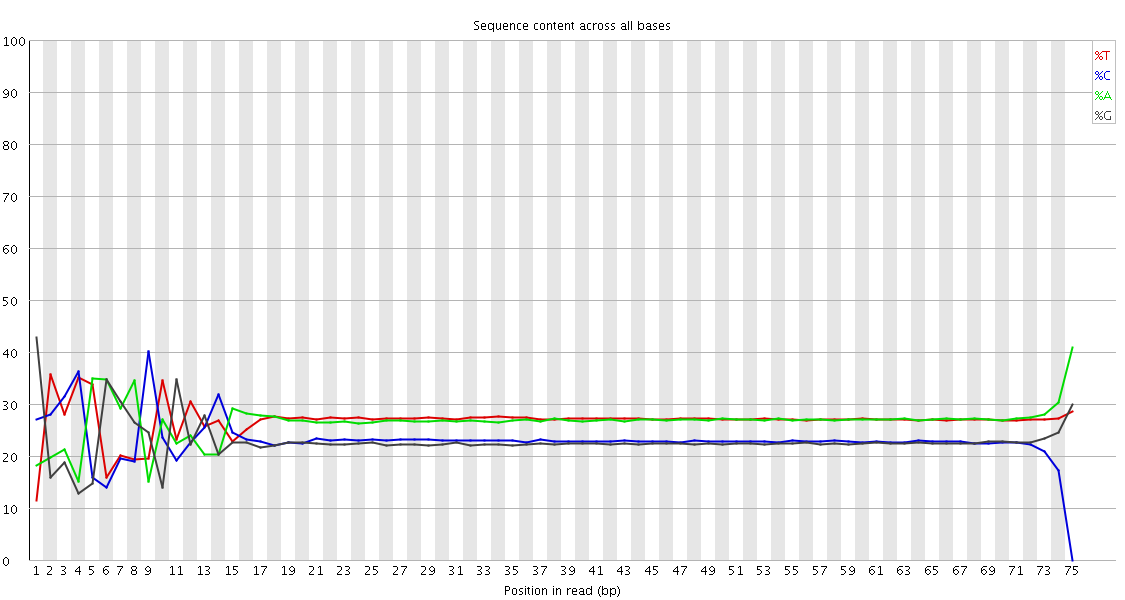 Sequence content across all bases
100
90
80
70
60
50
40
30
20
10
0
%T
%C
%A
%G
1 2 3 4 5 6 7 8 9 11 13 15 17 19 21 23 25 27 29 31 33 35 37 39 41 43 45 47 49 51 53 55 57 59 61 63 65 67 69 71 73 75
Position in read (bp)